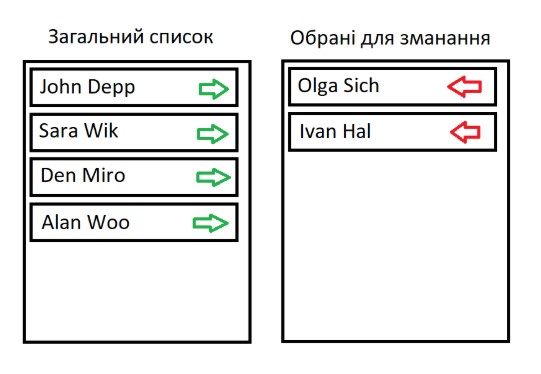 Загальний список
John Depp
Sara Wik
Den Miro
Alan Woo
Обрані для зманання
Olga Sich
Ivan Hal